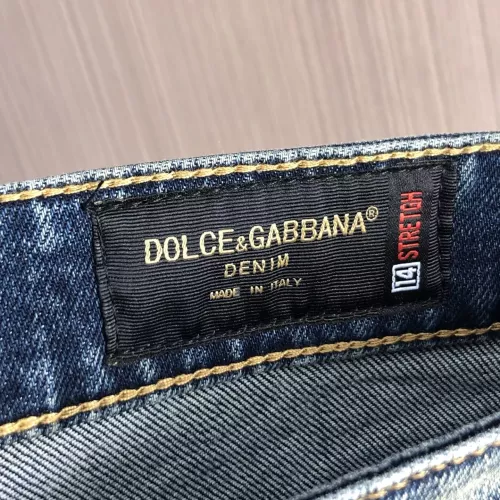 DOLCE&GABBANA®
DENIM
MADE IN ITALY
14 STRETCH